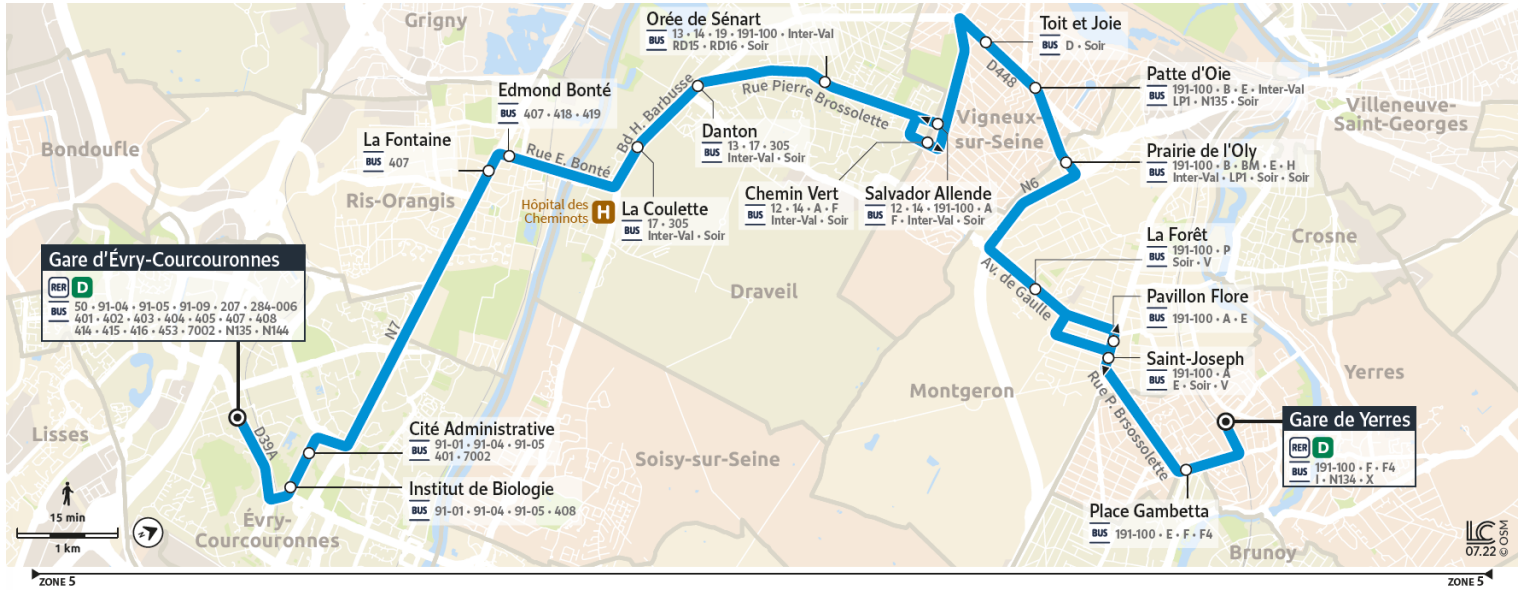 Grigny
Orée de Sénart
BUS
13 • 14 • 19 • 191-100 • Inter-Val
RD15 • RD16 • Soir
Toit et Joie
BUS
D • Soir
D448
Patte d'Oie
BUS
191-100 • B • E • Inter-Val
LP1 • N135 • Soir
Villeneuve-
Saint-Georges
Edmond Bonté
BUS
407 • 418 • 419
Bd H. Barbusse
Rue Pierre Brossolette
Vigneux-
sur-Seine
La Fontaine
BUS
407
Bondoufle
Rue E. Bonté
Danton
BUS
13 • 17 • 305
Inter-Val • Soir
Prairie de l'Oly
BUS
191-100 • B • BM • E • H
Inter-Val • LP1 • Soir • Soir
N6
Ris-Orangis
Hôpital des
Cheminots
H
La Coulette
BUS
17 • 305
Inter-Val • Soir
Chemin Vert
BUS
12 • 14 • A • F
Inter-Val • Soir
Salvador Allende
BUS
12 • 14 • 191-100 • A
F • Inter-Val • Soir
La Forêt
BUS
191-100 • P
Soir • V
Crosne
Gare d'Évry-Courcouronnes
RER D
BUS
50 • 91-04 • 91-05 • 91-09 • 207 • 284-006
401 • 402 • 403 • 404 • 405 • 407 • 408
414 • 415 • 416 • 453 • 7002 • N135 • N144
N7
Draveil
Av. de Gaulle
Pavillon Flore
BUS
191-100 • A • E
Saint-Joseph
BUS
191-100 • A
E • Soir • V
Montgeron
Yerres
Rue P. Brsossolette
Lisses
D39A
Cité Administrative
BUS
91-01 • 91-04 • 91-05
401 • 7002
Soisy-sur-Seine
Gare de Yerres
RER D
BUS
191-100 • F • F4
I • N134 • X
Institut de Biologie
BUS
91-01 • 91-04 • 91-05 • 408
Place Gambetta
BUS
191-100 • E • F • F4
15 min
1 km
Évry-
Courcouronnes
Brunoy
LC
07.22
© OSM
ZONE 5
ZONE 5